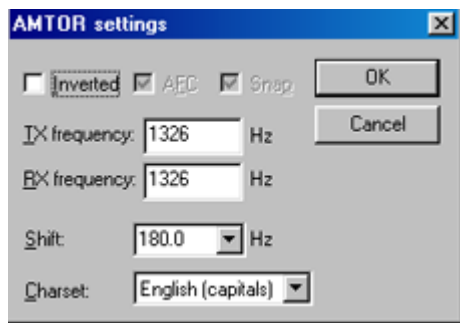 AMTOR settings
Inverted AFC Snap OK
TX frequency: 1326 Hz Cancel
RX frequency: 1326 Hz
Shift: 180.0 Hz
Charset: English (capitals)